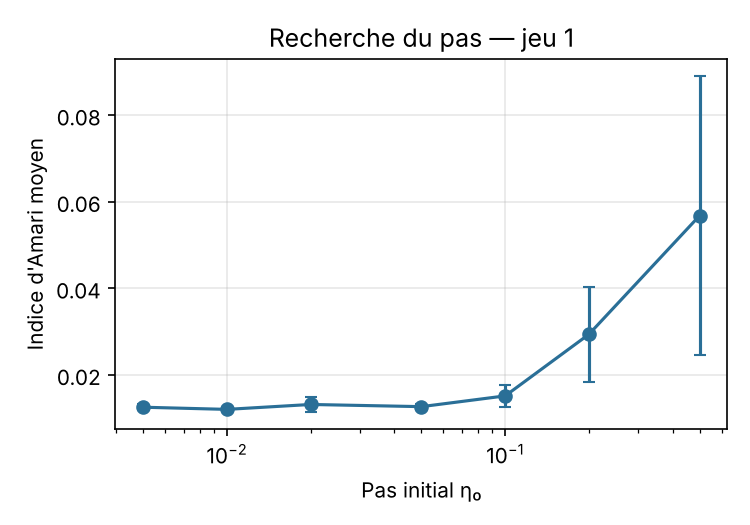 Recherche du pas — jeu 1
Indice d'Amari moyen
0.08
0.06
0.04
0.02
10⁻²
10⁻¹
Pas initial η₀